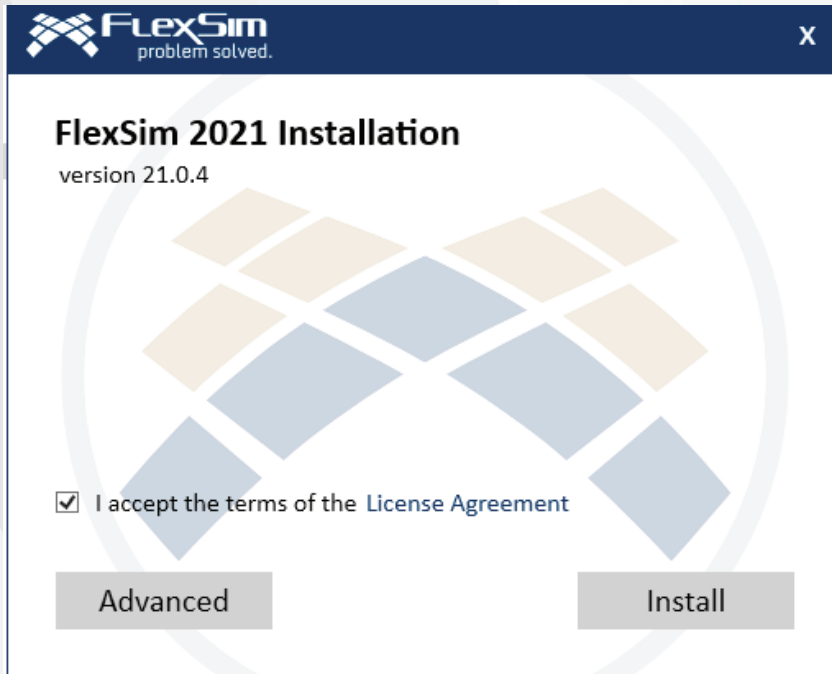 FLEXSIM
problem solved.
X
FlexSim 2021 Installation
version 21.0.4
I accept the terms of the License Agreement
Advanced
Install